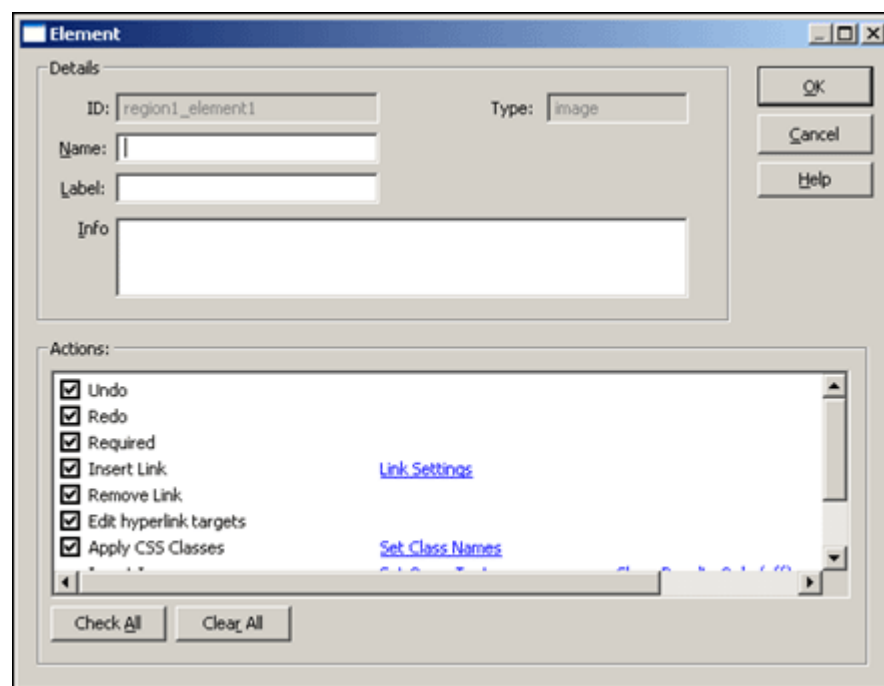 Element
Details
ID: region1_element1 Type: image
Name:
Label:
Info
OK
Cancel
Help
Actions:
Undo
Redo
Required
Insert Link Link Settings
Remove Link
Edit hyperlink targets
Apply CSS Classes Set Class Names
Check All Clear All